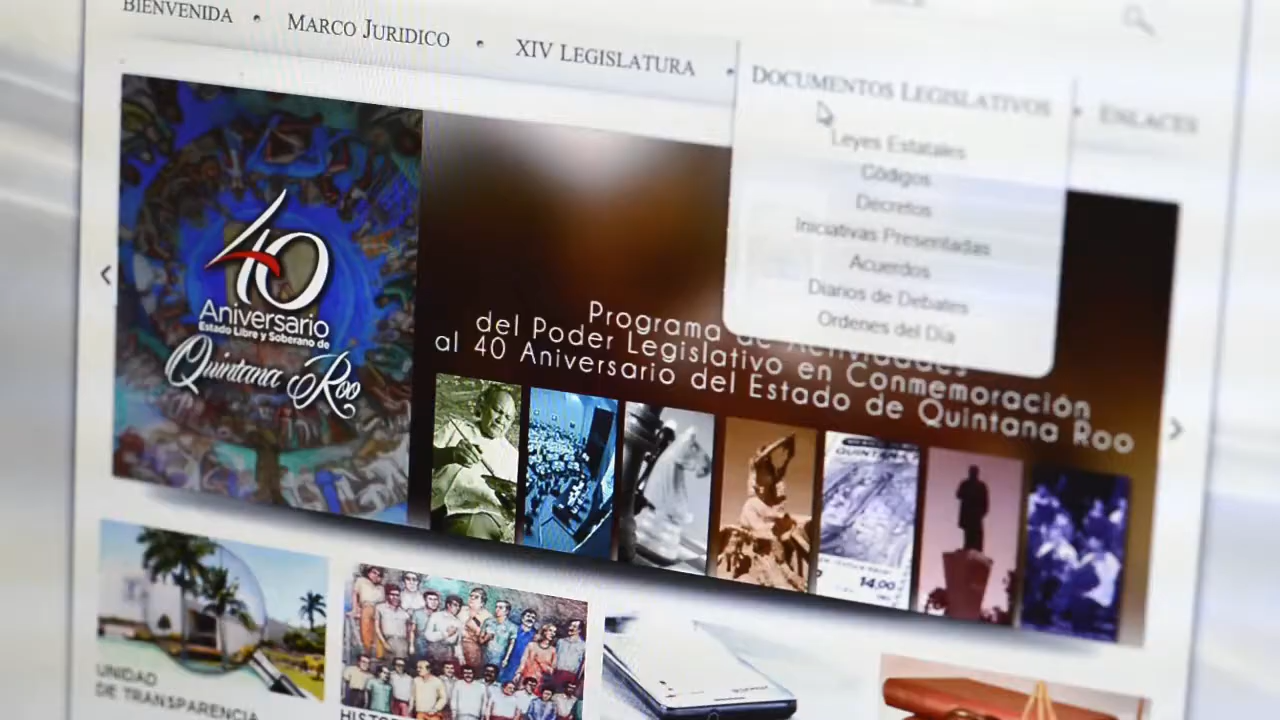 BIENVENIDA • MARCO JURIDICO • XIV LEGISLATURA • DOCUMENTOS LEGISLATIVOS • ENLACES
Leyes Estatales
Códigos
Decretos
Iniciativas Presentadas
Acuerdos
Diarios de Debates
Ordenes del Día
40
Aniversario
Estado Libre y Soberano de
Quintana Roo
Programa de Actividades
del Poder Legislativo en Conmemoración
al 40 Aniversario del Estado de Quintana Roo
QUINTANA
14.00
UNIDAD
DE TRANSPARENCIA